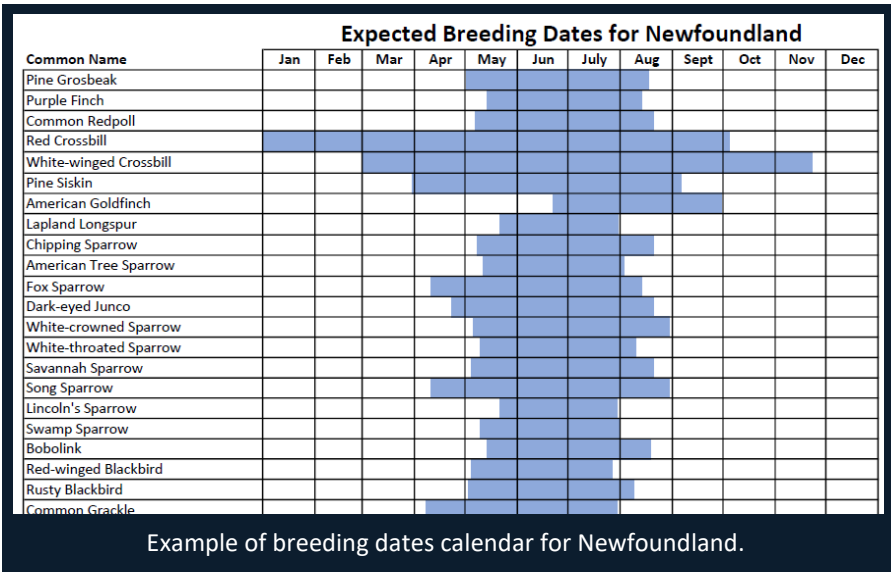 Expected Breeding Dates for Newfoundland
Common Name Jan Feb Mar Apr May Jun July Aug Sept Oct Nov Dec
Pine Grosbeak
Purple Finch
Common Redpoll
Red Crossbill
White-winged Crossbill
Pine Siskin
American Goldfinch
Lapland Longspur
Chipping Sparrow
American Tree Sparrow
Fox Sparrow
Dark-eyed Junco
White-crowned Sparrow
White-throated Sparrow
Savannah Sparrow
Song Sparrow
Lincoln's Sparrow
Swamp Sparrow
Bobolink
Red-winged Blackbird
Rusty Blackbird
Common Grackle
Example of breeding dates calendar for Newfoundland.